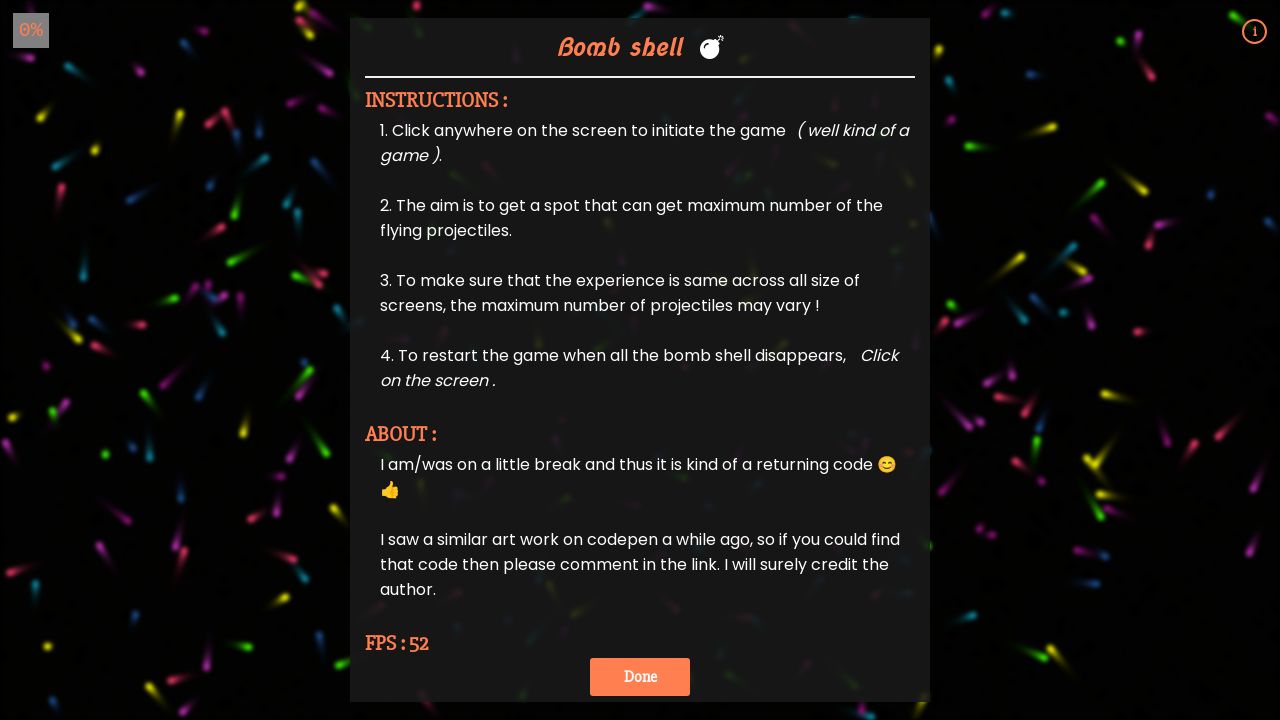 0%
i
Bomb shell 💣
INSTRUCTIONS :
1. Click anywhere on the screen to initiate the game ( well kind of a
game ).
2. The aim is to get a spot that can get maximum number of the
flying projectiles.
3. To make sure that the experience is same across all size of
screens, the maximum number of projectiles may vary !
4. To restart the game when all the bomb shell disappears, Click
on the screen .
ABOUT :
I am/was on a little break and thus it is kind of a returning code 😊
👍
I saw a similar art work on codepen a while ago, so if you could find
that code then please comment in the link. I will surely credit the
author.
FPS : 52
Done